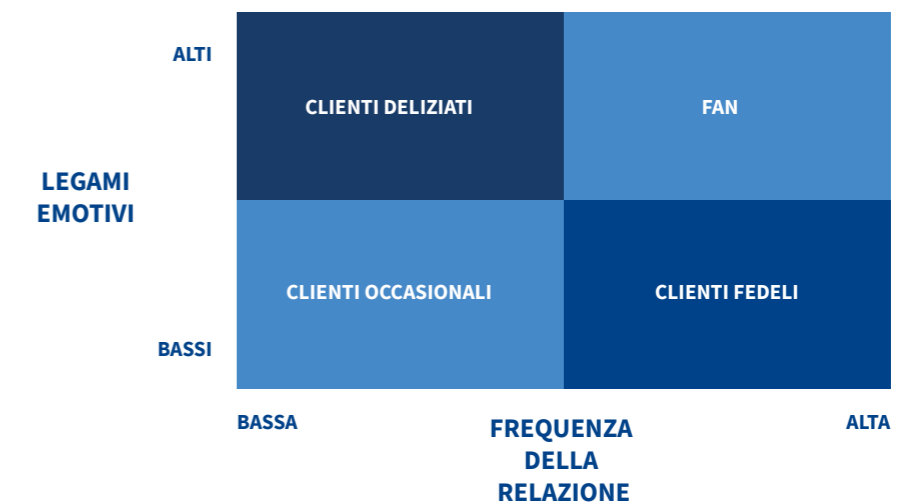 ALTI
CLIENTI DELIZIATI
FAN
LEGAMI
EMOTIVI
CLIENTI OCCASIONALI
CLIENTI FEDELI
BASSI
BASSA
FREQUENZA
DELLA
RELAZIONE
ALTA